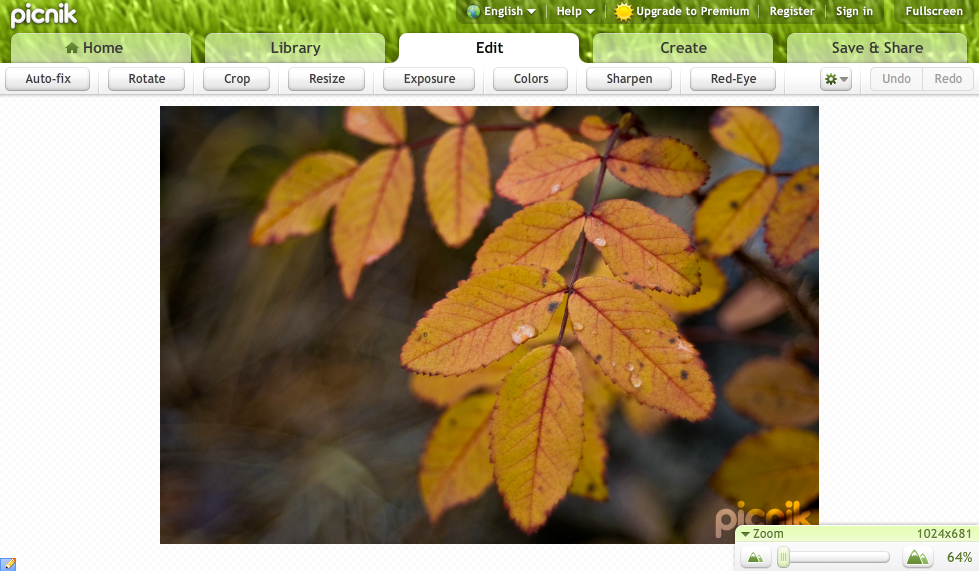 picnik
English Help Upgrade to Premium Register Sign in Fullscreen
Home Library Edit Create Save & Share
Auto-fix Rotate Crop Resize Exposure Colors Sharpen Red-Eye Undo Redo
picnik
Zoom 1024x681
64%